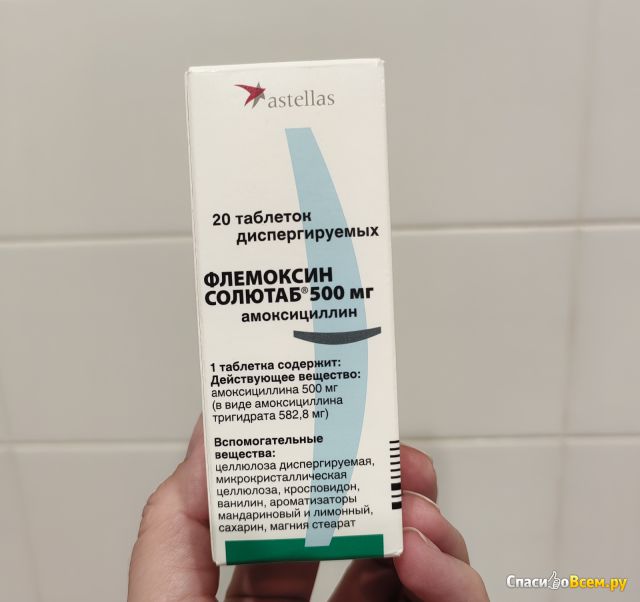 astellas
20 таблеток
диспергируемых
ФЛЕМОКСИН
СОЛЮТАБ® 500 мг
амоксициллин
1 таблетка содержит:
Действующее вещество:
амоксициллина 500 мг
(в виде амоксициллина
тригидрата 582,8 мг)
Вспомогательные
вещества:
целлюлоза диспергируемая,
микрокристаллическая
целлюлоза, кросповидон,
ванилин, ароматизаторы
мандариновый и лимонный,
сахарин, магния стеарат
СпасибоВсем.ру